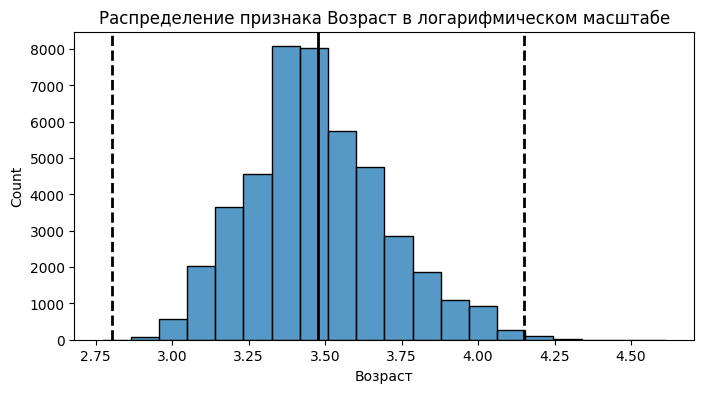 Распределение признака Возраст в логарифмическом масштабе
Count
8000
7000
6000
5000
4000
3000
2000
1000
0
2.75 3.00 3.25 3.50 3.75 4.00 4.25 4.50
Возраст